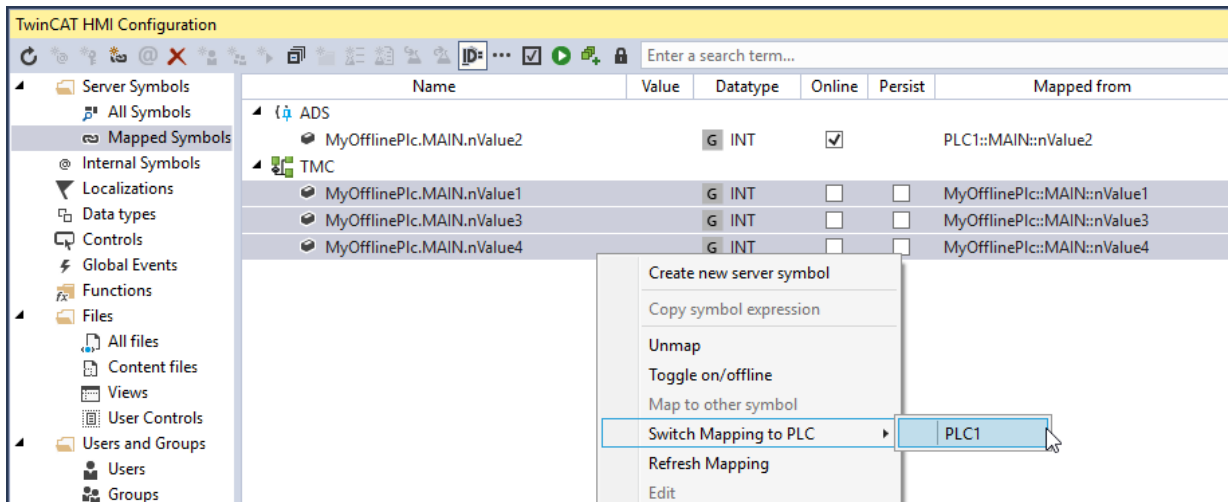 TwinCAT HMI Configuration
ID= Enter a search term...
Server Symbols Name Value Datatype Online Persist Mapped from
All Symbols ADS
Mapped Symbols MyOfflinePlc.MAIN.nValue2 G INT PLC1::MAIN::nValue2
Internal Symbols TMC
Localizations MyOfflinePlc.MAIN.nValue1 G INT MyOfflinePlc::MAIN::nValue1
Data types MyOfflinePlc.MAIN.nValue3 G INT MyOfflinePlc::MAIN::nValue3
Controls MyOfflinePlc.MAIN.nValue4 G INT MyOfflinePlc::MAIN::nValue4
Global Events Create new server symbol
Functions Copy symbol expression
Files Unmap
All files Toggle on/offline
Content files Map to other symbol
Views Switch Mapping to PLC PLC1
User Controls Refresh Mapping
Users and Groups Edit
Users
Groups